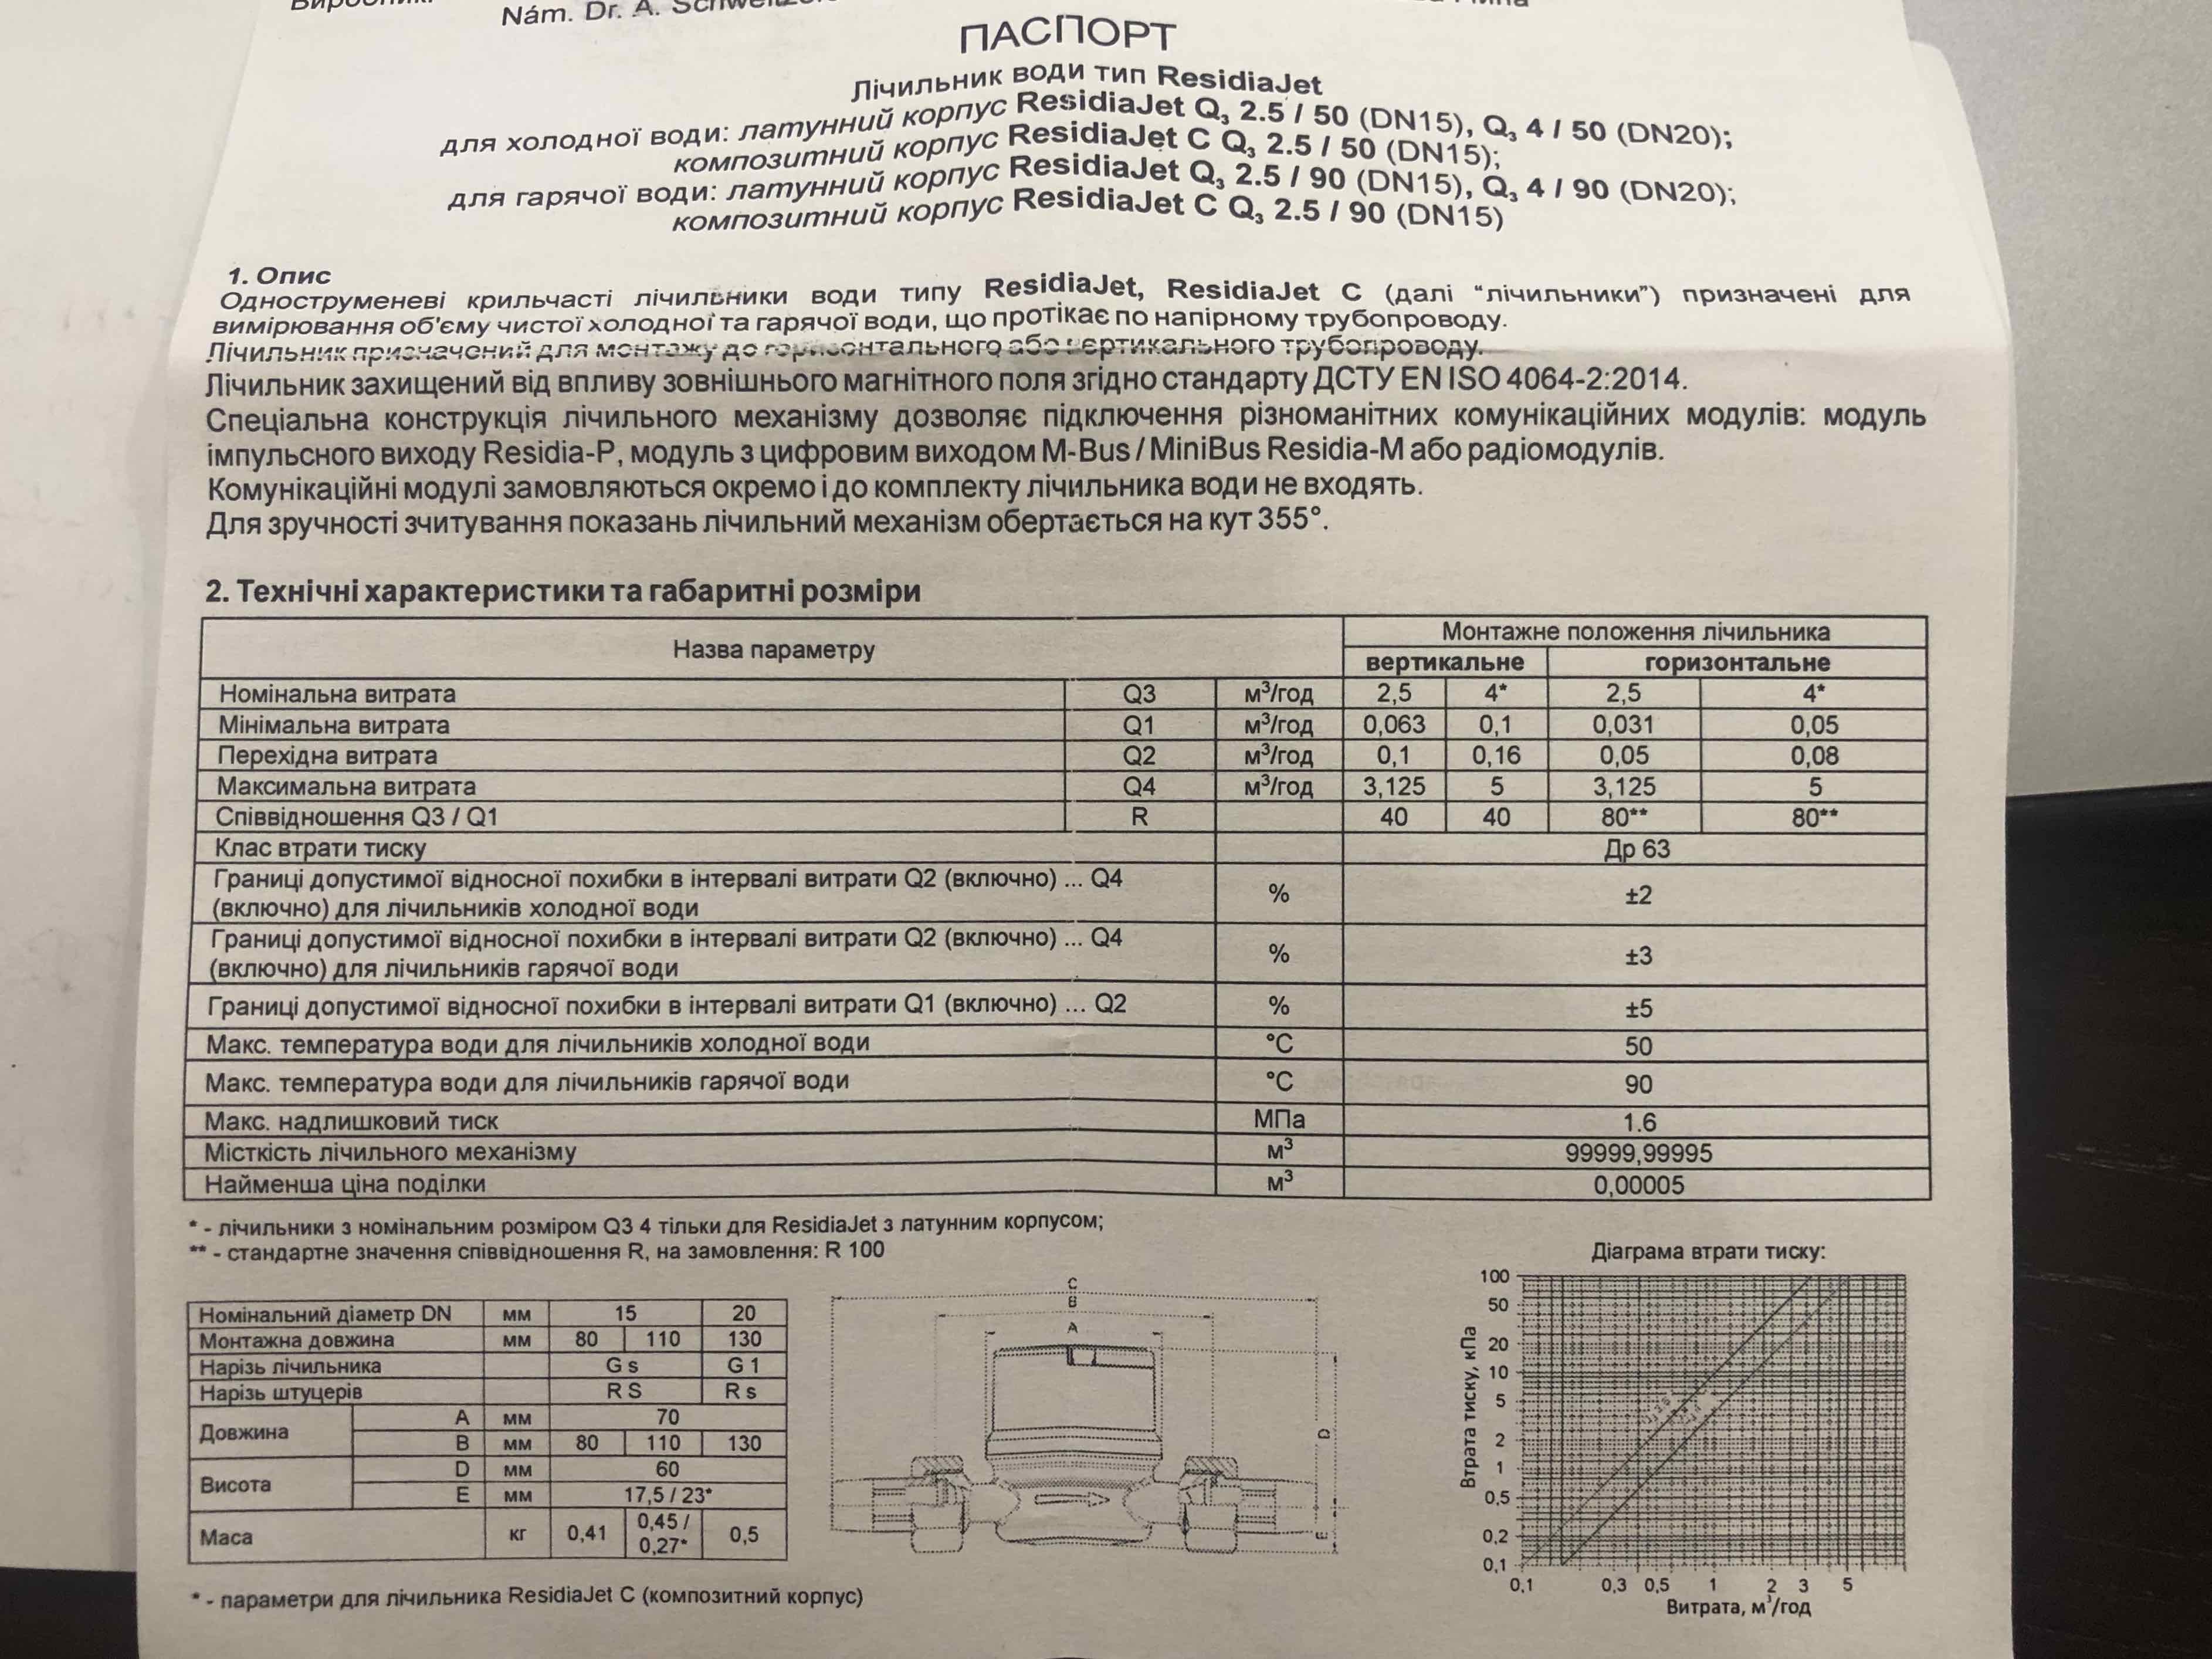 Виробник:
Nám. Dr. A.
ПАСПОРТ
Лічильник води тип ResidiaJet
для холодної води: латунний корпус ResidiaJet Q₃ 2.5 / 50 (DN15), Q₃ 4 / 50 (DN20);
композитний корпус ResidiaJet C Q₃ 2.5 / 50 (DN15);
для гарячої води: латунний корпус ResidiaJet Q₃ 2.5 / 90 (DN15), Q₃ 4 / 90 (DN20);
композитний корпус ResidiaJet C Q₃ 2.5 / 90 (DN15)
1. Опис
Одноструменеві крильчасті лічильники води типу ResidiaJet, ResidiaJet C (далі “лічильники”) призначені для
вимірювання об'єму чистої холодної та гарячої води, що протікає по напірному трубопроводу.
Лічильник призначений для монтажу до горизонтального або вертикального трубопроводу.
Лічильник захищений від впливу зовнішнього магнітного поля згідно стандарту ДСТУ EN ISO 4064-2:2014.
Спеціальна конструкція лічильного механізму дозволяє підключення різноманітних комунікаційних модулів: модуль
імпульсного виходу Residia-P, модуль з цифровим виходом M-Bus / MiniBus Residia-M або радіомодулів.
Комунікаційні модулі замовляються окремо і до комплекту лічильника води не входять.
Для зручності зчитування показань лічильний механізм обертається на кут 355°.
2. Технічні характеристики та габаритні розміри
Назва параметру
Монтажне положення лічильника
вертикальне горизонтальне
Номінальна витрата Q3 м³/год 2,5 4* 2,5 4*
Мінімальна витрата Q1 м³/год 0,063 0,1 0,031 0,05
Перехідна витрата Q2 м³/год 0,1 0,16 0,05 0,08
Максимальна витрата Q4 м³/год 3,125 5 3,125 5
Співвідношення Q3 / Q1 R 40 40 80** 80**
Клас втрати тиску Др 63
Границі допустимої відносної похибки в інтервалі витрати Q2 (включно) ... Q4
(включно) для лічильників холодної води % ±2
Границі допустимої відносної похибки в інтервалі витрати Q2 (включно) ... Q4
(включно) для лічильників гарячої води % ±3
Границі допустимої відносної похибки в інтервалі витрати Q1 (включно) ... Q2 % ±5
Макс. температура води для лічильників холодної води °C 50
Макс. температура води для лічильників гарячої води °C 90
Макс. надлишковий тиск МПа 1.6
Місткість лічильного механізму м³ 99999,99995
Найменша ціна поділки м³ 0,00005
* - лічильники з номінальним розміром Q3 4 тільки для ResidiaJet з латунним корпусом;
** - стандартне значення співвідношення R, на замовлення: R 100
Номінальний діаметр DN мм 15 20
Монтажна довжина мм 80 110 130
Нарізь лічильника G s G 1
Нарізь штуцерів R S R s
Довжина A мм 70
B мм 80 110 130
Висота D мм 60
E мм 17,5 / 23*
Маса кг 0,41 0,45 / 0,27* 0,5
* - параметри для лічильника ResidiaJet C (композитний корпус)
C
B
A
D
E
Діаграма втрати тиску:
Втрата тиску, кПа
100
50
20
10
5
2
1
0,5
0,2
0,1
0,1 0,3 0,5 1 2 3 5
Витрата, м³/год